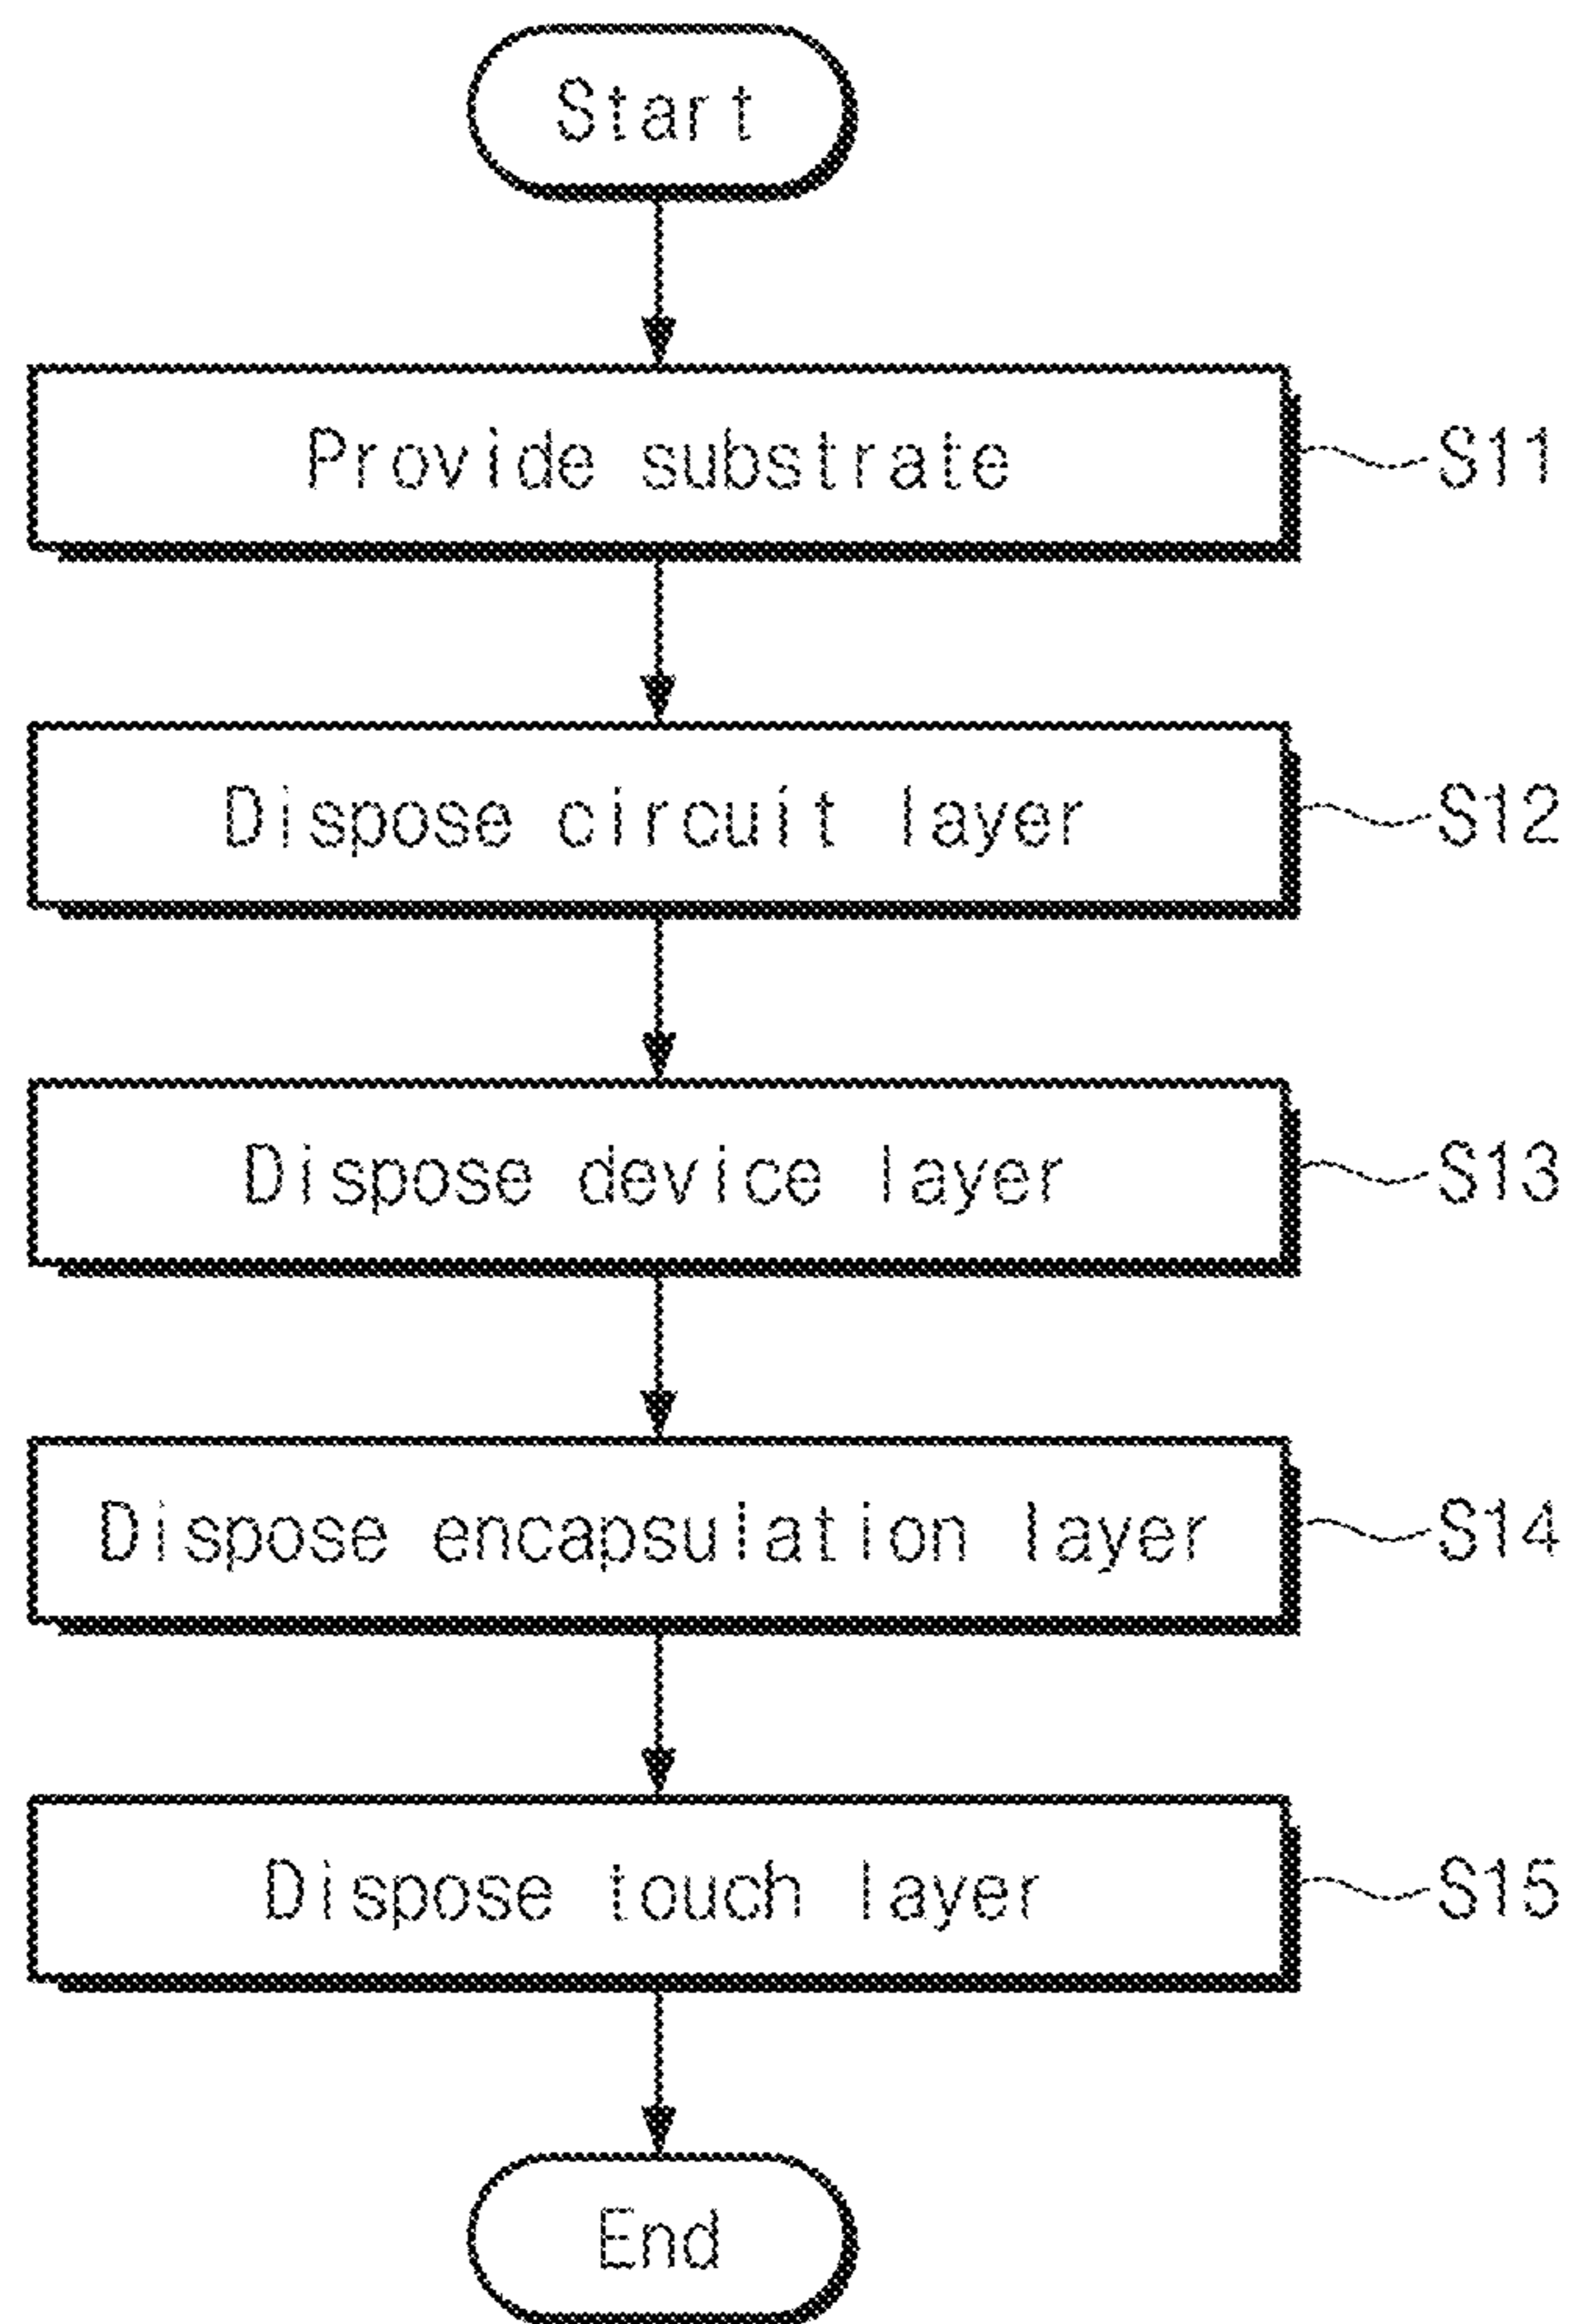 Start
Provide substrate
S11
Dispose circuit layer
S12
Dispose device layer
S13
Dispose encapsulation layer
S14
Dispose touch layer
S15
End